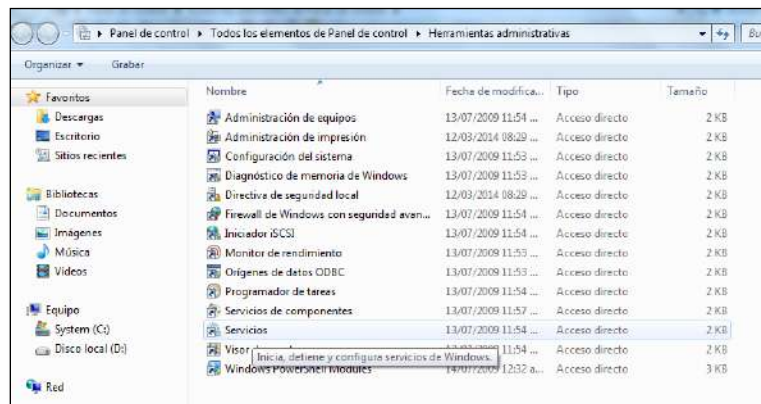 Panel de control ▸ Todos los elementos de Panel de control ▸ Herramientas administrativas
Organizar Grabar
Nombre Fecha de modifica... Tipo Tamaño
Favoritos
Descargas
Escritorio
Sitios recientes
Bibliotecas
Documentos
Imágenes
Música
Vídeos
Equipo
System (C:)
Disco local (D:)
Red
Administración de equipos 13/07/2009 11:54 ... Acceso directo 2 KB
Administración de impresión 12/03/2014 08:29 ... Acceso directo 2 KB
Configuración del sistema 13/07/2009 11:53 ... Acceso directo 2 KB
Diagnóstico de memoria de Windows 13/07/2009 11:53 ... Acceso directo 2 KB
Directiva de seguridad local 12/03/2014 08:29 ... Acceso directo 2 KB
Firewall de Windows con seguridad avan... 13/07/2009 11:54 ... Acceso directo 2 KB
Iniciador iSCSI 13/07/2009 11:54 ... Acceso directo 2 KB
Monitor de rendimiento 13/07/2009 11:53 ... Acceso directo 2 KB
Orígenes de datos ODBC 13/07/2009 11:53 ... Acceso directo 2 KB
Programador de tareas 13/07/2009 11:54 ... Acceso directo 2 KB
Servicios de componentes 13/07/2009 11:57 ... Acceso directo 2 KB
Servicios 13/07/2009 11:54 ... Acceso directo 2 KB
Visor 11:54 ... Acceso directo 2 KB
Inicia, detiene y configura servicios de Windows.
Windows PowerShell Modules 14/07/2009 12:32 a... Acceso directo 3 KB